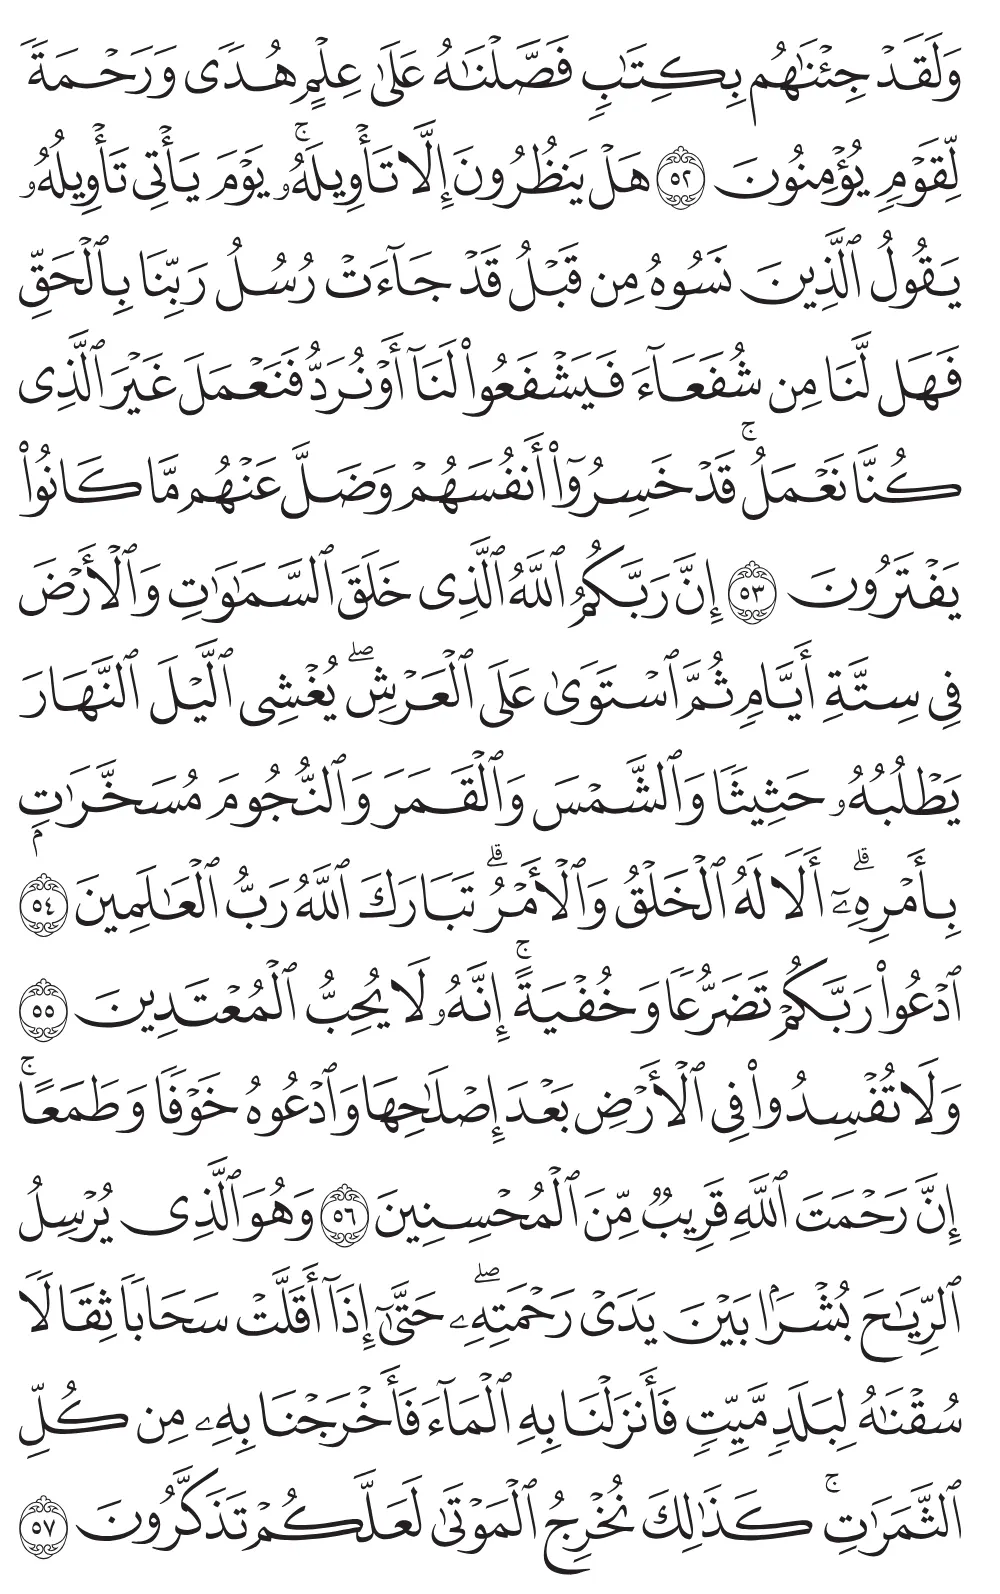 وَلَقَدۡ جِئۡنَٰهُم بِكِتَٰبٖ فَصَّلۡنَٰهُ عَلَىٰ عِلۡمٍ هُدٗى وَرَحۡمَةٗ
لِّقَوۡمٖ يُؤۡمِنُونَ ٥٢ هَلۡ يَنظُرُونَ إِلَّا تَأۡوِيلَهُۥۚ يَوۡمَ يَأۡتِي تَأۡوِيلُهُۥ
يَقُولُ ٱلَّذِينَ نَسُوهُ مِن قَبۡلُ قَدۡ جَآءَتۡ رُسُلُ رَبِّنَا بِٱلۡحَقِّ
فَهَل لَّنَا مِن شُفَعَآءَ فَيَشۡفَعُواْ لَنَآ أَوۡ نُرَدُّ فَنَعۡمَلَ غَيۡرَ ٱلَّذِي
كُنَّا نَعۡمَلُۚ قَدۡ خَسِرُوٓاْ أَنفُسَهُمۡ وَضَلَّ عَنۡهُم مَّا كَانُواْ
يَفۡتَرُونَ ٥٣ إِنَّ رَبَّكُمُ ٱللَّهُ ٱلَّذِي خَلَقَ ٱلسَّمَٰوَٰتِ وَٱلۡأَرۡضَ
فِي سِتَّةِ أَيَّامٖ ثُمَّ ٱسۡتَوَىٰ عَلَى ٱلۡعَرۡشِۖ يُغۡشِي ٱلَّيۡلَ ٱلنَّهَارَ
يَطۡلُبُهُۥ حَثِيثٗا وَٱلشَّمۡسَ وَٱلۡقَمَرَ وَٱلنُّجُومَ مُسَخَّرَٰتِۭ
بِأَمۡرِهِۦٓۗ أَلَا لَهُ ٱلۡخَلۡقُ وَٱلۡأَمۡرُۗ تَبَارَكَ ٱللَّهُ رَبُّ ٱلۡعَٰلَمِينَ ٥٤
ٱدۡعُواْ رَبَّكُمۡ تَضَرُّعٗا وَخُفۡيَةًۚ إِنَّهُۥ لَا يُحِبُّ ٱلۡمُعۡتَدِينَ ٥٥
وَلَا تُفۡسِدُواْ فِي ٱلۡأَرۡضِ بَعۡدَ إِصۡلَٰحِهَا وَٱدۡعُوهُ خَوۡفٗا وَطَمَعًاۚ
إِنَّ رَحۡمَتَ ٱللَّهِ قَرِيبٞ مِّنَ ٱلۡمُحۡسِنِينَ ٥٦ وَهُوَ ٱلَّذِي يُرۡسِلُ
ٱلرِّيَٰحَ بُشۡرَۢا بَيۡنَ يَدَيۡ رَحۡمَتِهِۦۖ حَتَّىٰٓ إِذَآ أَقَلَّتۡ سَحَابٗا ثِقَالٗا
سُقۡنَٰهُ لِبَلَدٖ مَّيِّتٖ فَأَنزَلۡنَا بِهِ ٱلۡمَآءَ فَأَخۡرَجۡنَا بِهِۦ مِن كُلِّ
ٱلثَّمَرَٰتِۚ كَذَٰلِكَ نُخۡرِجُ ٱلۡمَوۡتَىٰ لَعَلَّكُمۡ تَذَكَّرُونَ ٥٧